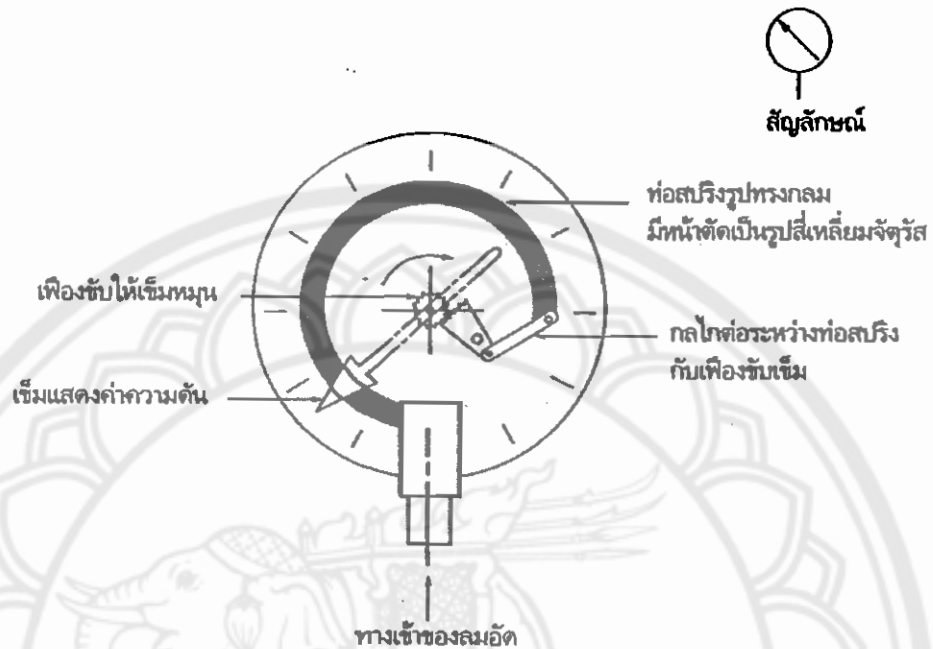 สัญลักษณ์
ท่อสปริงรูปทรงกลม
มีหน้าตัดเป็นรูปสี่เหลี่ยมจัตุรัส
เฟืองขับให้เข็มหมุน
กลไกต่อระหว่างท่อสปริง
กับเฟืองขับเข็ม
เข็มแสดงค่าความดัน
ทางเข้าของลมอัด